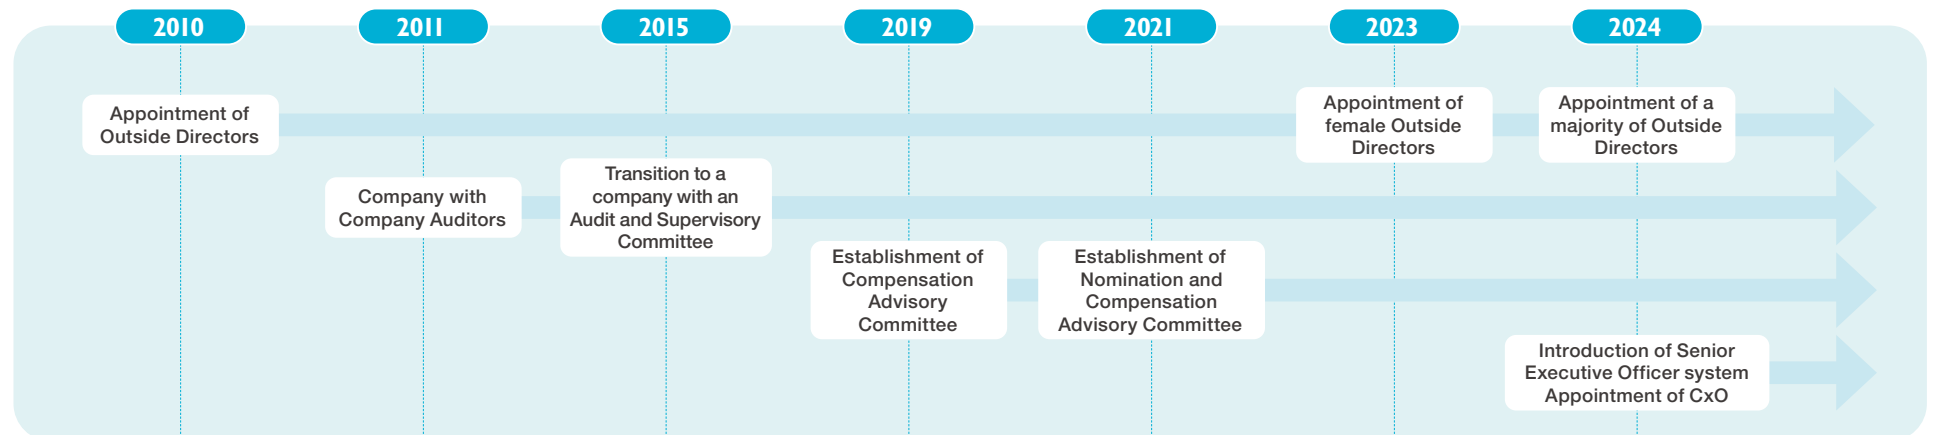 2010
2011
2015
2019
2021
2023
2024
Appointment of
Outside Directors
Appointment of
female Outside
Directors
Appointment of a
majority of Outside
Directors
Company with
Company Auditors
Transition to a
company with an
Audit and Supervisory
Committee
Establishment of
Compensation
Advisory
Committee
Establishment of
Nomination and
Compensation
Advisory Committee
Introduction of Senior
Executive Officer system
Appointment of CxO